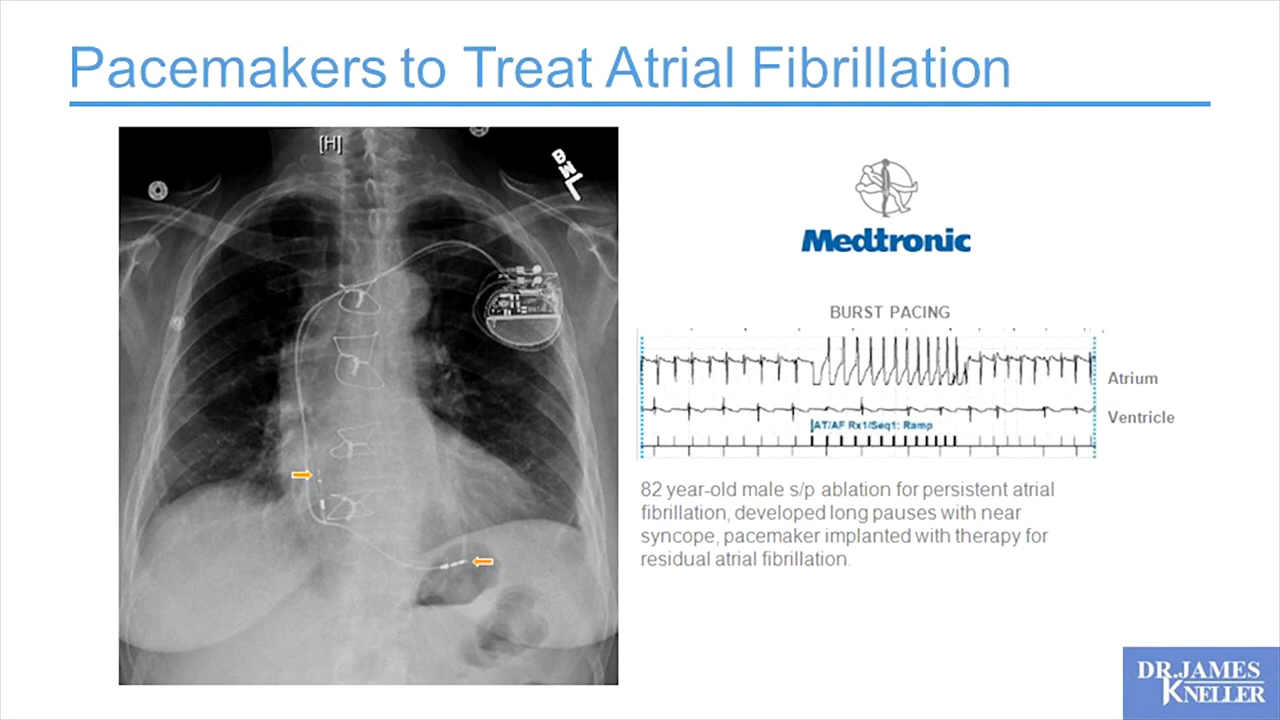 Pacemakers to Treat Atrial Fibrillation
[H]
BML
Medtronic
BURST PACING
Atrium
Ventricle
AT/AF Rx1/Seq1: Ramp
82 year-old male s/p ablation for persistent atrial
fibrillation, developed long pauses with near
syncope, pacemaker implanted with therapy for
residual atrial fibrillation.
DR.JAMES
KNELLER